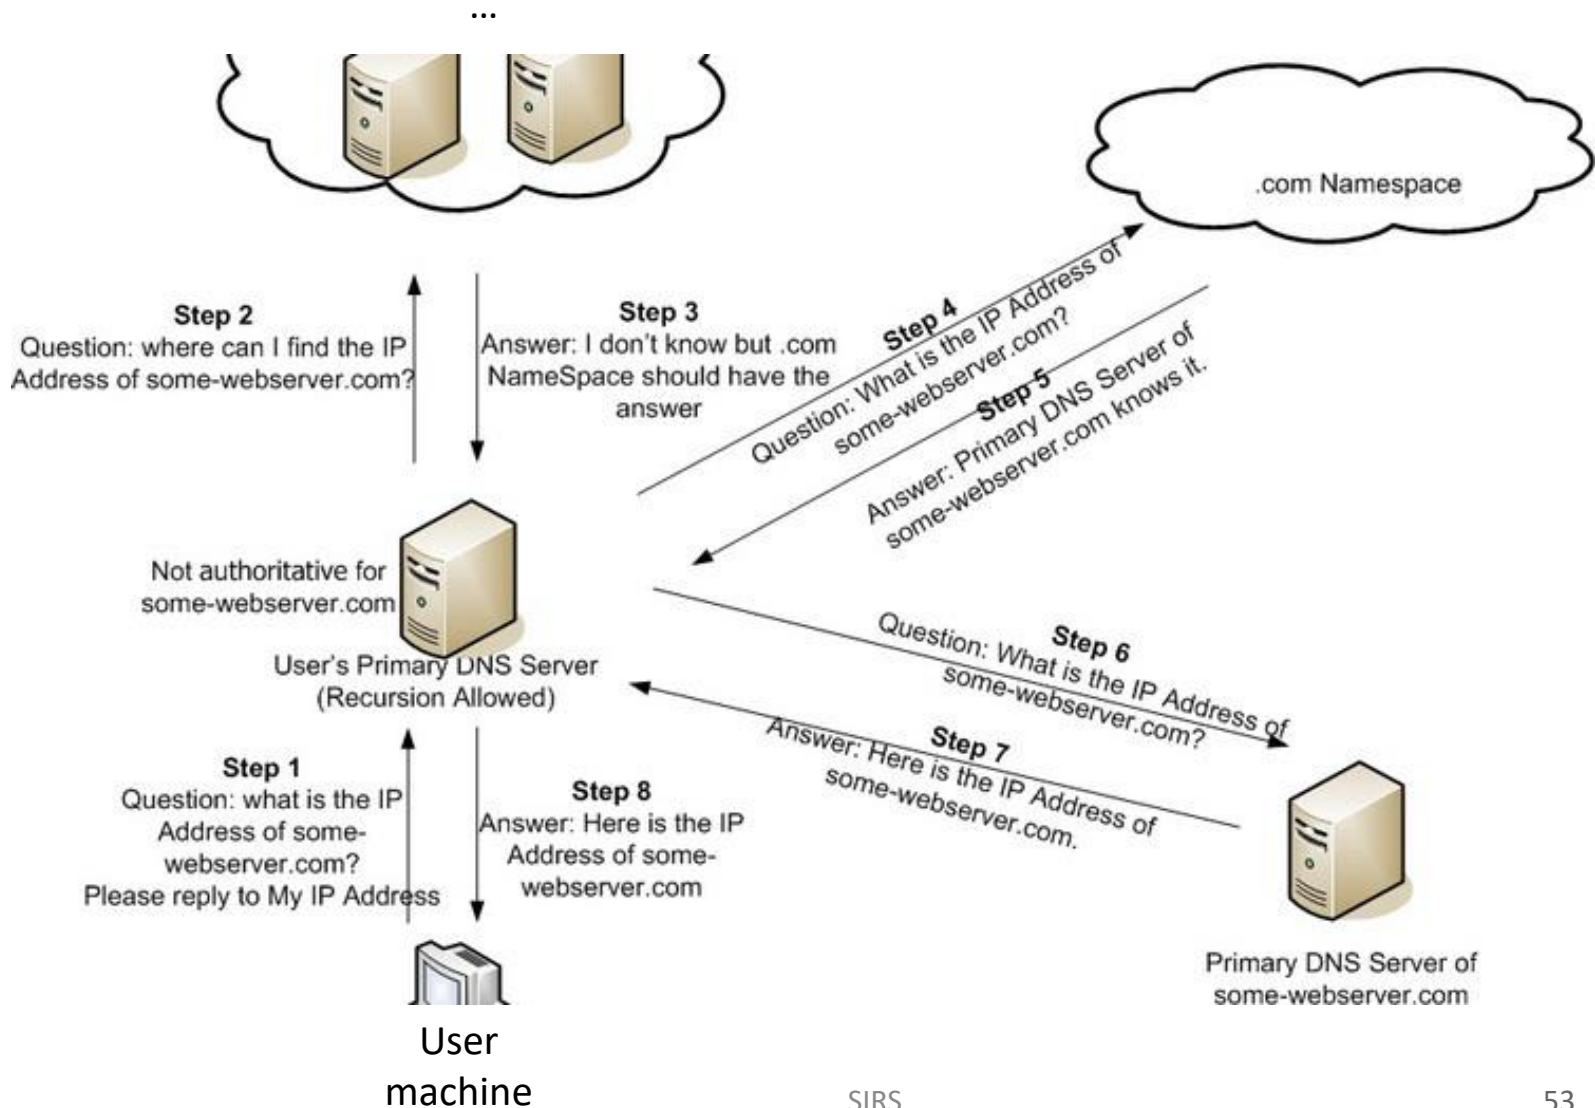 ...
.com Namespace
Step 2
Question: where can I find the IP
Address of some-webserver.com?
Step 3
Answer: I don't know but .com
NameSpace should have the
answer
Step 4
Question: What is the IP Address of
some-webserver.com?
Step 5
Answer: Primary DNS Server of
some-webserver.com knows it.
Not authoritative for
some-webserver.com
User's Primary DNS Server
(Recursion Allowed)
Step 6
Question: What is the IP Address of
some-webserver.com?
Step 7
Answer: Here is the IP Address of
some-webserver.com.
Step 1
Question: what is the IP
Address of some-
webserver.com?
Please reply to My IP Address
Step 8
Answer: Here is the IP
Address of some-
webserver.com
Primary DNS Server of
some-webserver.com
User
machine
SIRS
53